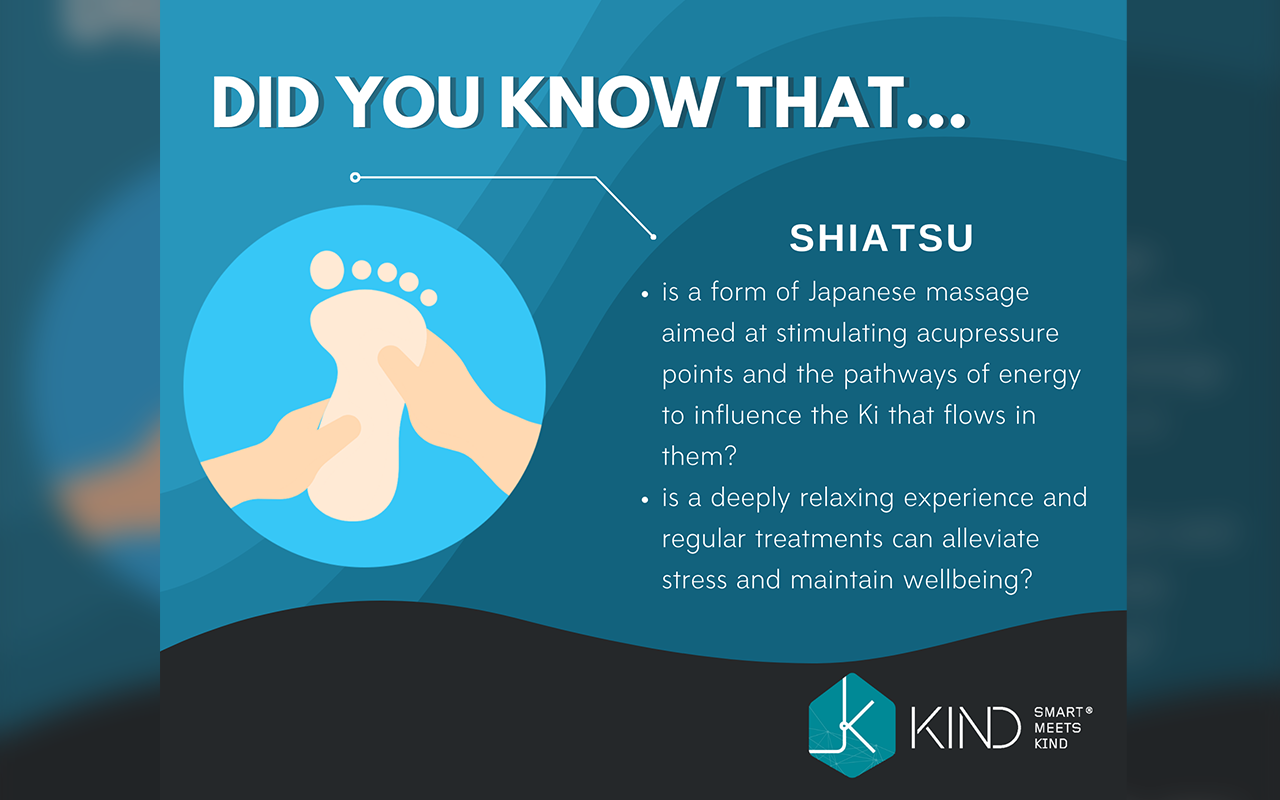 DID YOU KNOW THAT...
SHIATSU
• is a form of Japanese massage
aimed at stimulating acupressure
points and the pathways of energy
to influence the Ki that flows in
them?
• is a deeply relaxing experience and
regular treatments can alleviate
stress and maintain wellbeing?
KIND
SMART®
MEETS
KIND